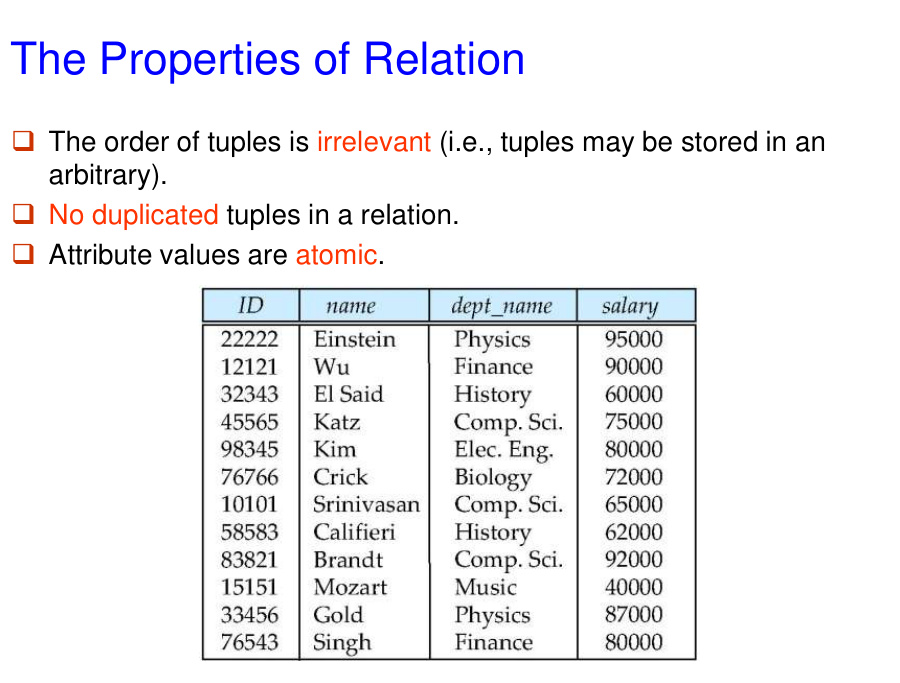 The Properties of Relation
The order of tuples is irrelevant (i.e., tuples may be stored in an
arbitrary).
No duplicated tuples in a relation.
Attribute values are atomic.
ID name dept_name salary
22222 Einstein Physics 95000
12121 Wu Finance 90000
32343 El Said History 60000
45565 Katz Comp. Sci. 75000
98345 Kim Elec. Eng. 80000
76766 Crick Biology 72000
10101 Srinivasan Comp. Sci. 65000
58583 Califieri History 62000
83821 Brandt Comp. Sci. 92000
15151 Mozart Music 40000
33456 Gold Physics 87000
76543 Singh Finance 80000